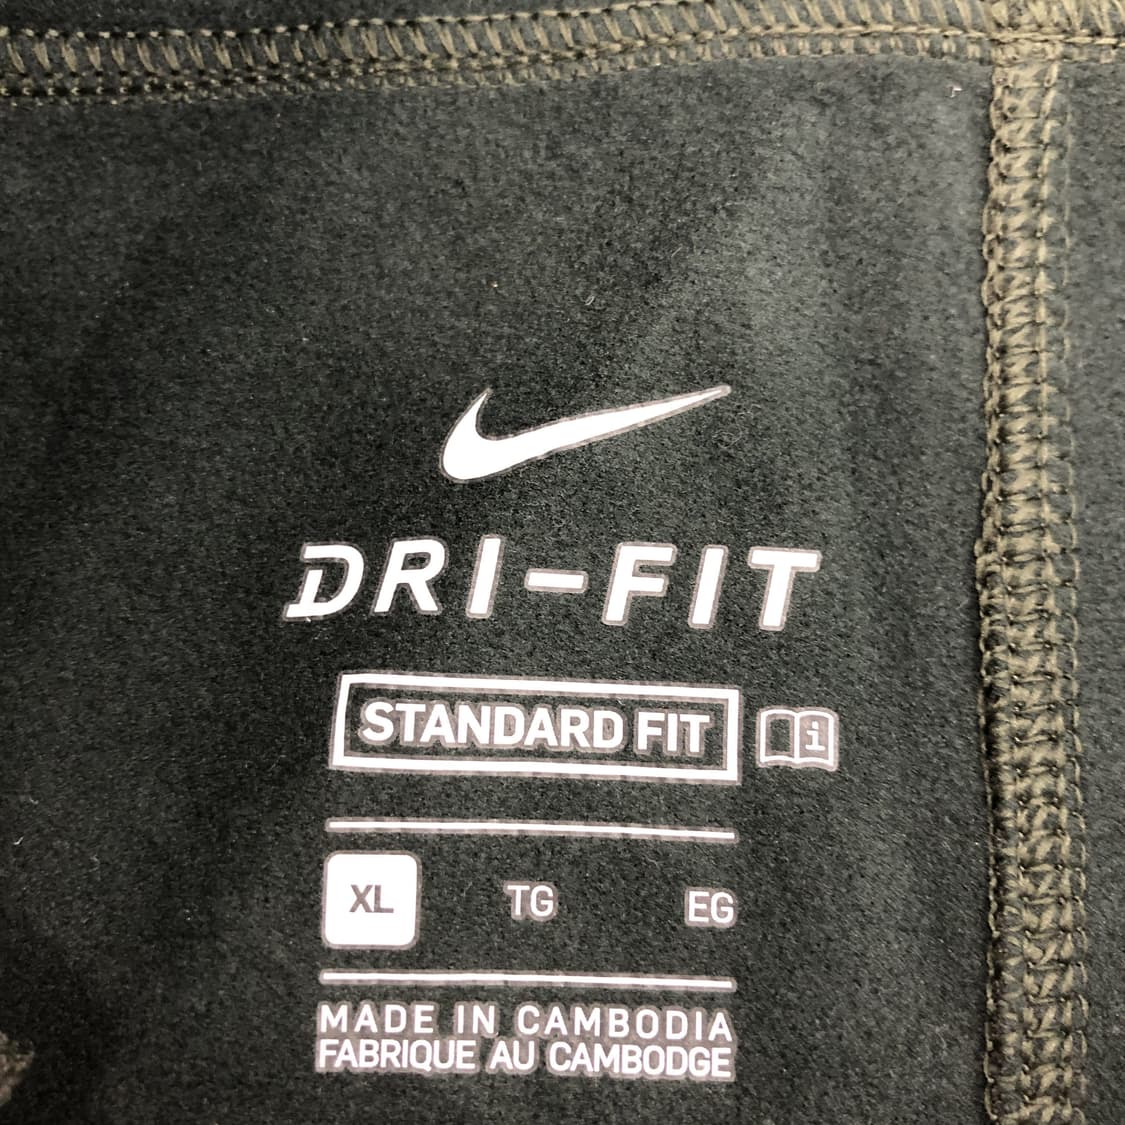 DRI-FIT
STANDARD FIT i
XL TG EG
MADE IN CAMBODIA
FABRIQUE AU CAMBODGE